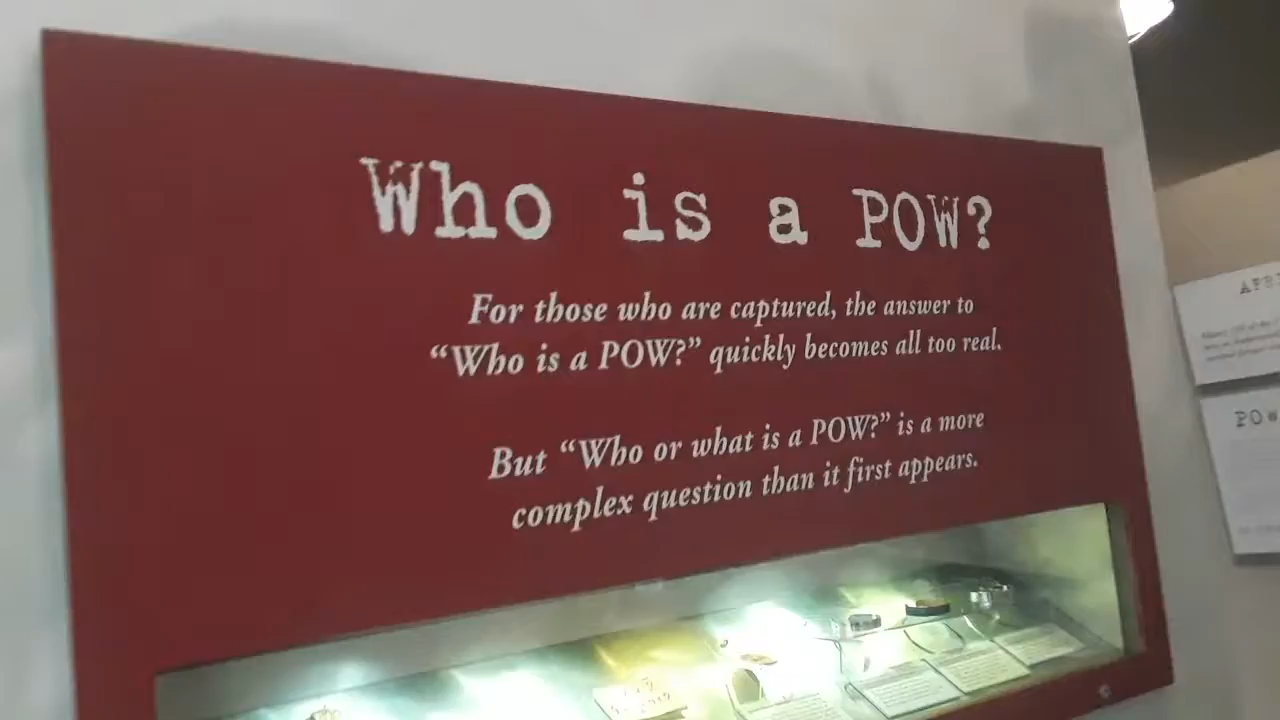 Who is a POW?
For those who are captured, the answer to
“Who is a POW?” quickly becomes all too real.
But “Who or what is a POW?” is a more
complex question than it first appears.